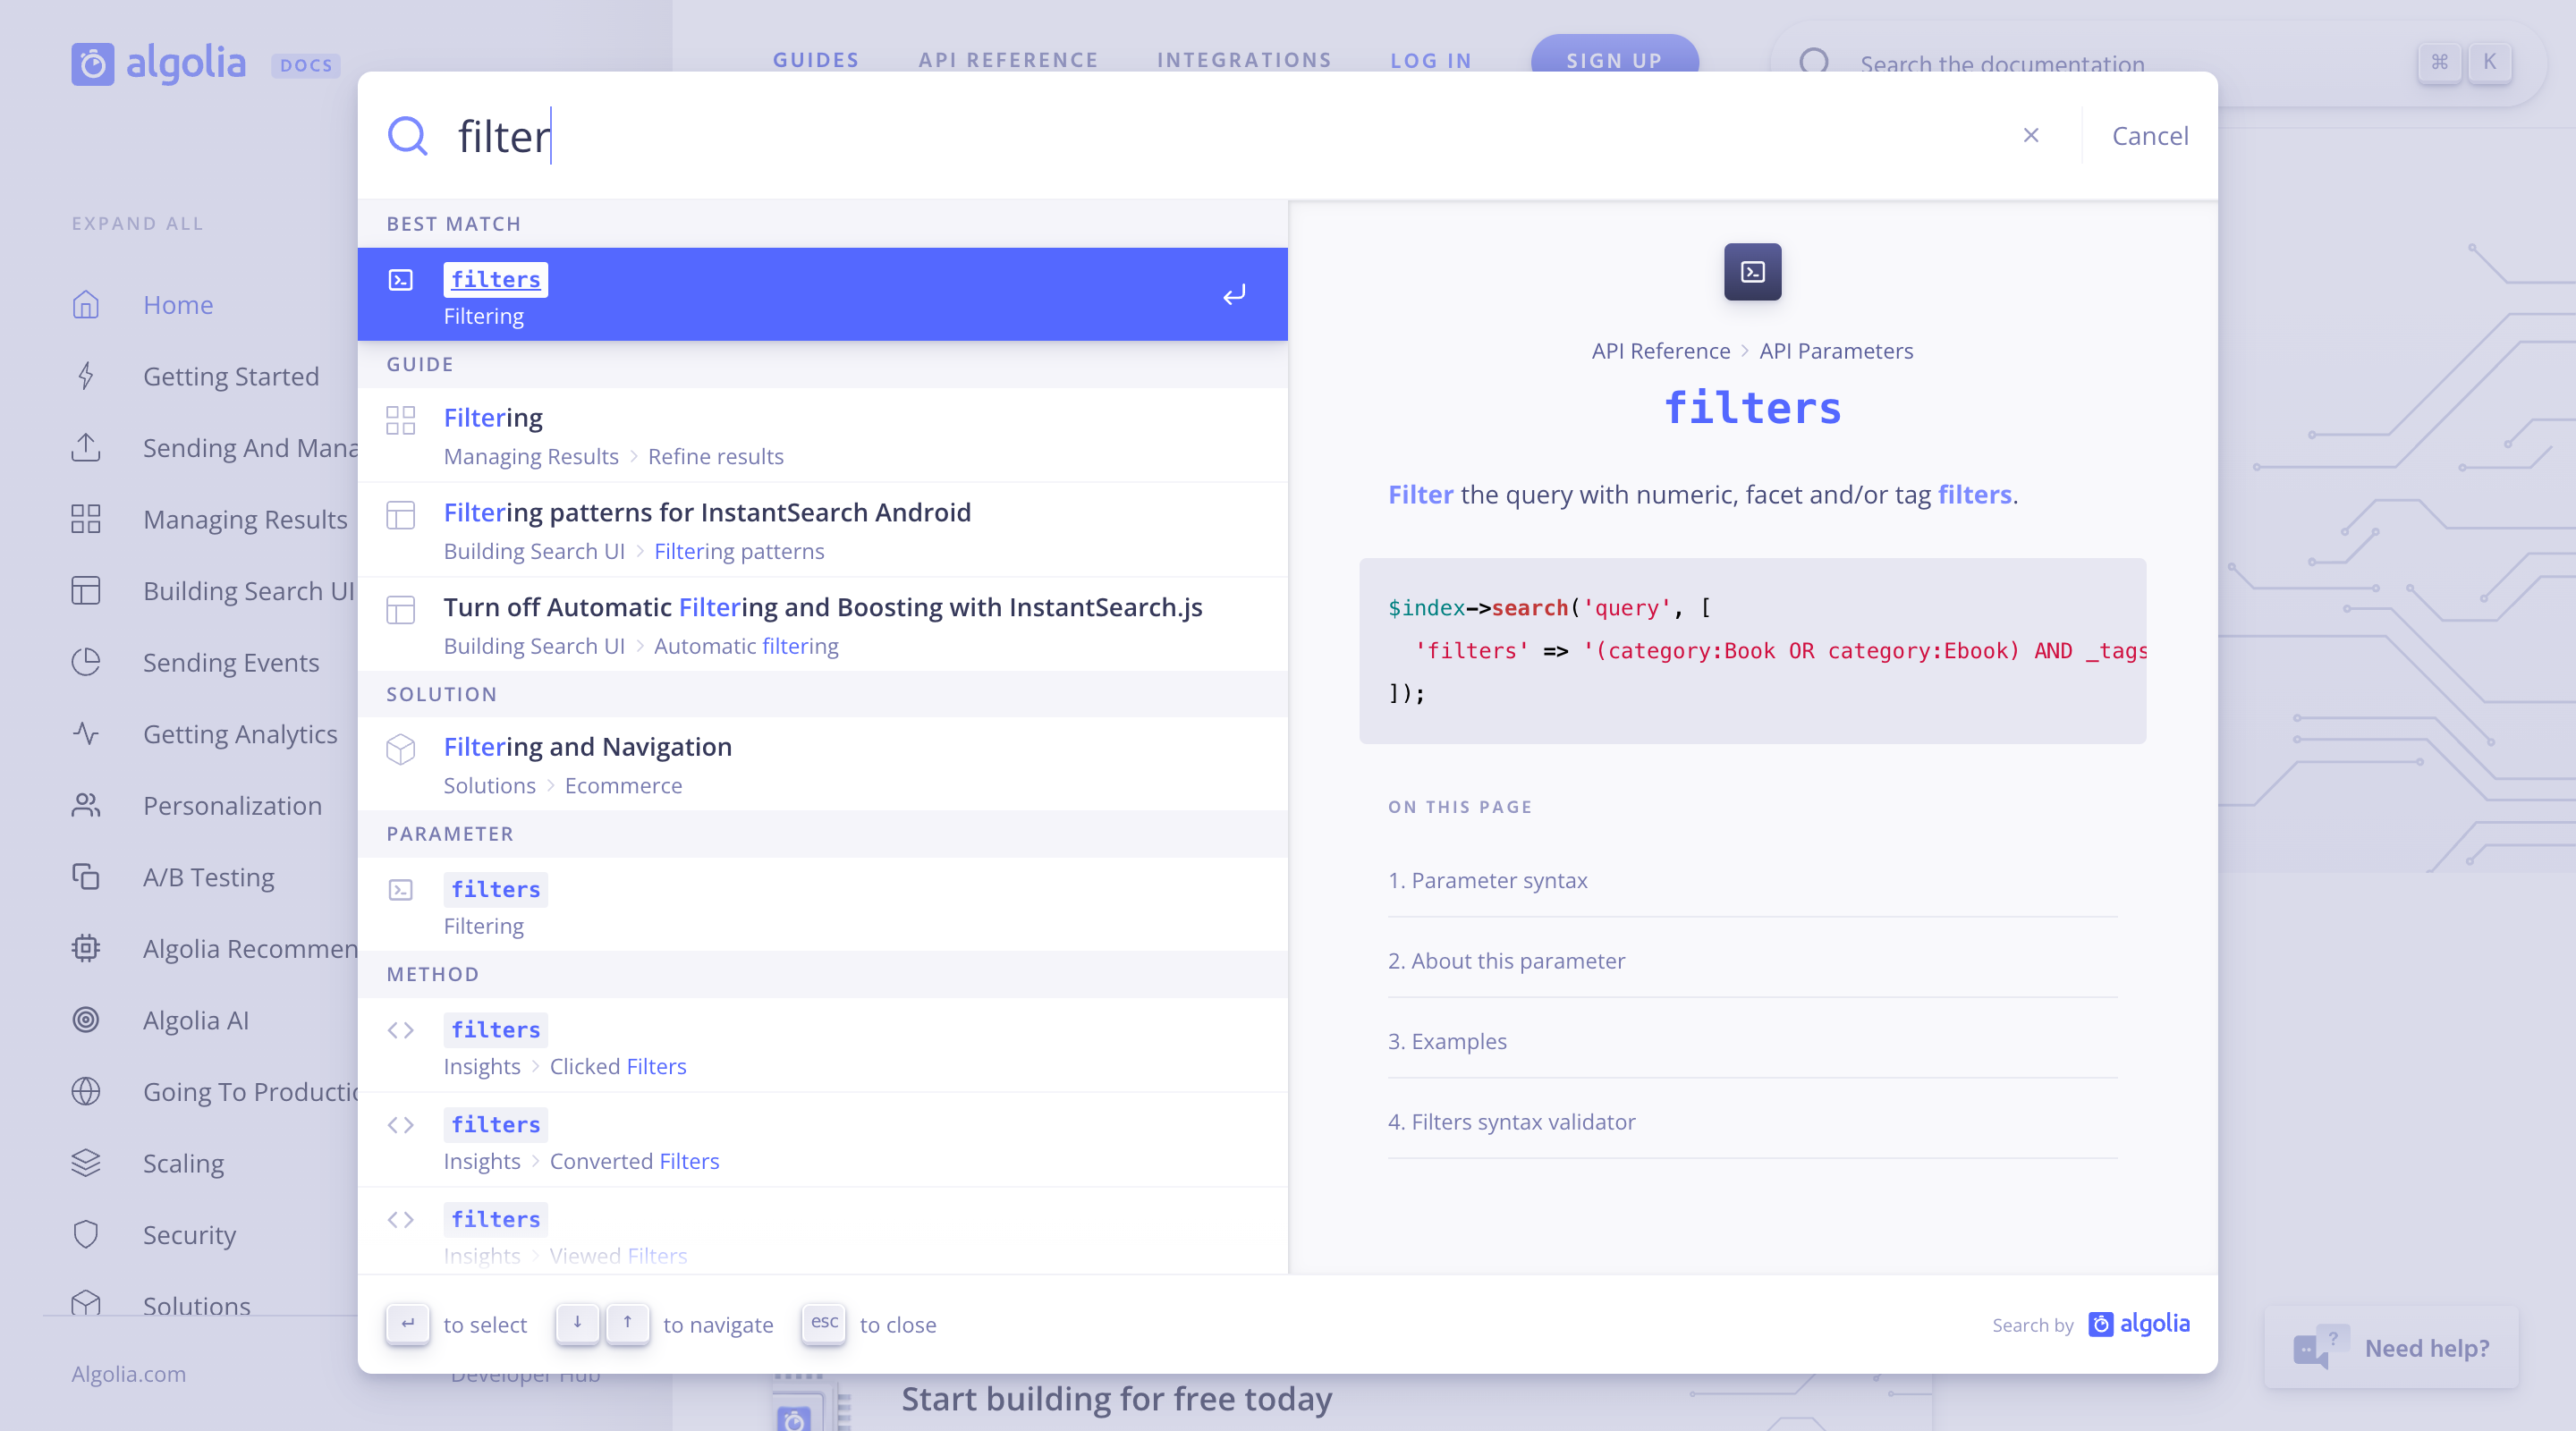 algolia DOCS
GUIDES API REFERENCE INTEGRATIONS LOG IN SIGN UP
Search the documentation ⌘ K
filter
× Cancel
EXPAND ALL
Home
Getting Started
Sending And Mana
Managing Results
Building Search UI
Sending Events
Getting Analytics
Personalization
A/B Testing
Algolia Recommen
Algolia AI
Going To Productio
Scaling
Security
Solutions
Algolia.com
Developer Hub
BEST MATCH
filters
Filtering
GUIDE
Filtering
Managing Results > Refine results
Filtering patterns for InstantSearch Android
Building Search UI > Filtering patterns
Turn off Automatic Filtering and Boosting with InstantSearch.js
Building Search UI > Automatic filtering
SOLUTION
Filtering and Navigation
Solutions > Ecommerce
PARAMETER
filters
Filtering
METHOD
filters
Insights > Clicked Filters
filters
Insights > Converted Filters
filters
Insights > Viewed Filters
API Reference > API Parameters
filters
Filter the query with numeric, facet and/or tag filters.
$index->search('query', [
'filters' => '(category:Book OR category:Ebook) AND _tags
]);
ON THIS PAGE
1. Parameter syntax
2. About this parameter
3. Examples
4. Filters syntax validator
↵ to select ↓ ↑ to navigate esc to close
Search by algolia
? Need help?
Start building for free today